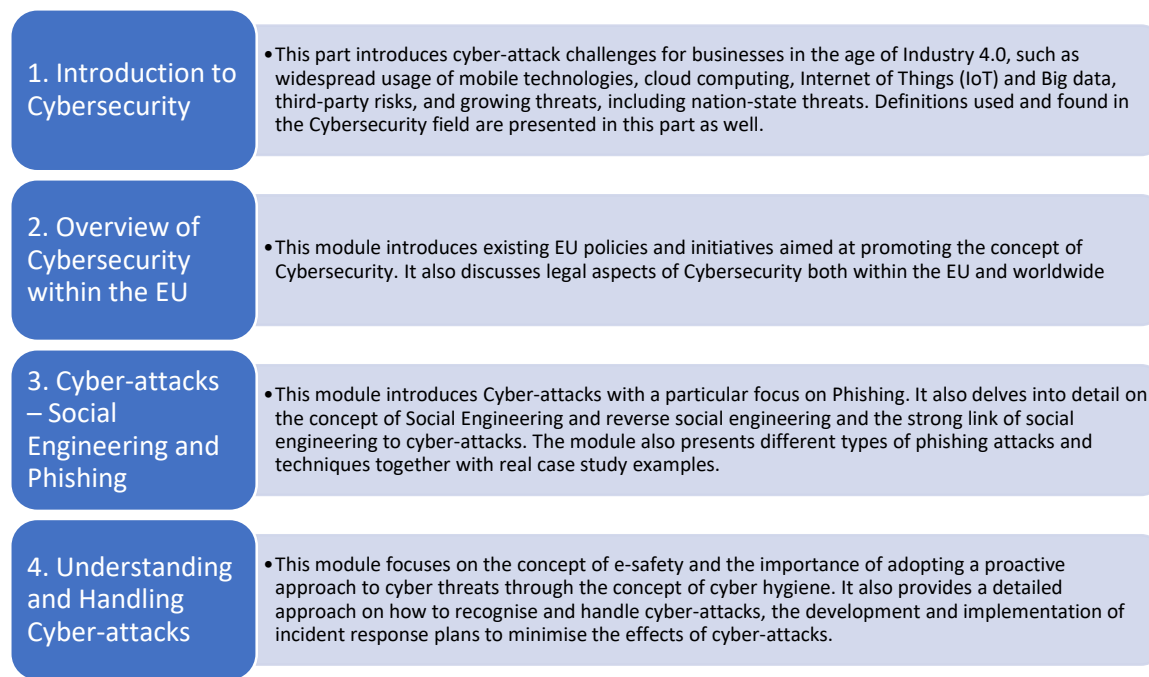 1. Introduction to
Cybersecurity
•This part introduces cyber-attack challenges for businesses in the age of Industry 4.0, such as
widespread usage of mobile technologies, cloud computing, Internet of Things (IoT) and Big data,
third-party risks, and growing threats, including nation-state threats. Definitions used and found in
the Cybersecurity field are presented in this part as well.
2. Overview of
Cybersecurity
within the EU
•This module introduces existing EU policies and initiatives aimed at promoting the concept of
Cybersecurity. It also discusses legal aspects of Cybersecurity both within the EU and worldwide
3. Cyber-attacks
– Social
Engineering and
Phishing
•This module introduces Cyber-attacks with a particular focus on Phishing. It also delves into detail on
the concept of Social Engineering and reverse social engineering and the strong link of social
engineering to cyber-attacks. The module also presents different types of phishing attacks and
techniques together with real case study examples.
4. Understanding
and Handling
Cyber-attacks
•This module focuses on the concept of e-safety and the importance of adopting a proactive
approach to cyber threats through the concept of cyber hygiene. It also provides a detailed
approach on how to recognise and handle cyber-attacks, the development and implementation of
incident response plans to minimise the effects of cyber-attacks.